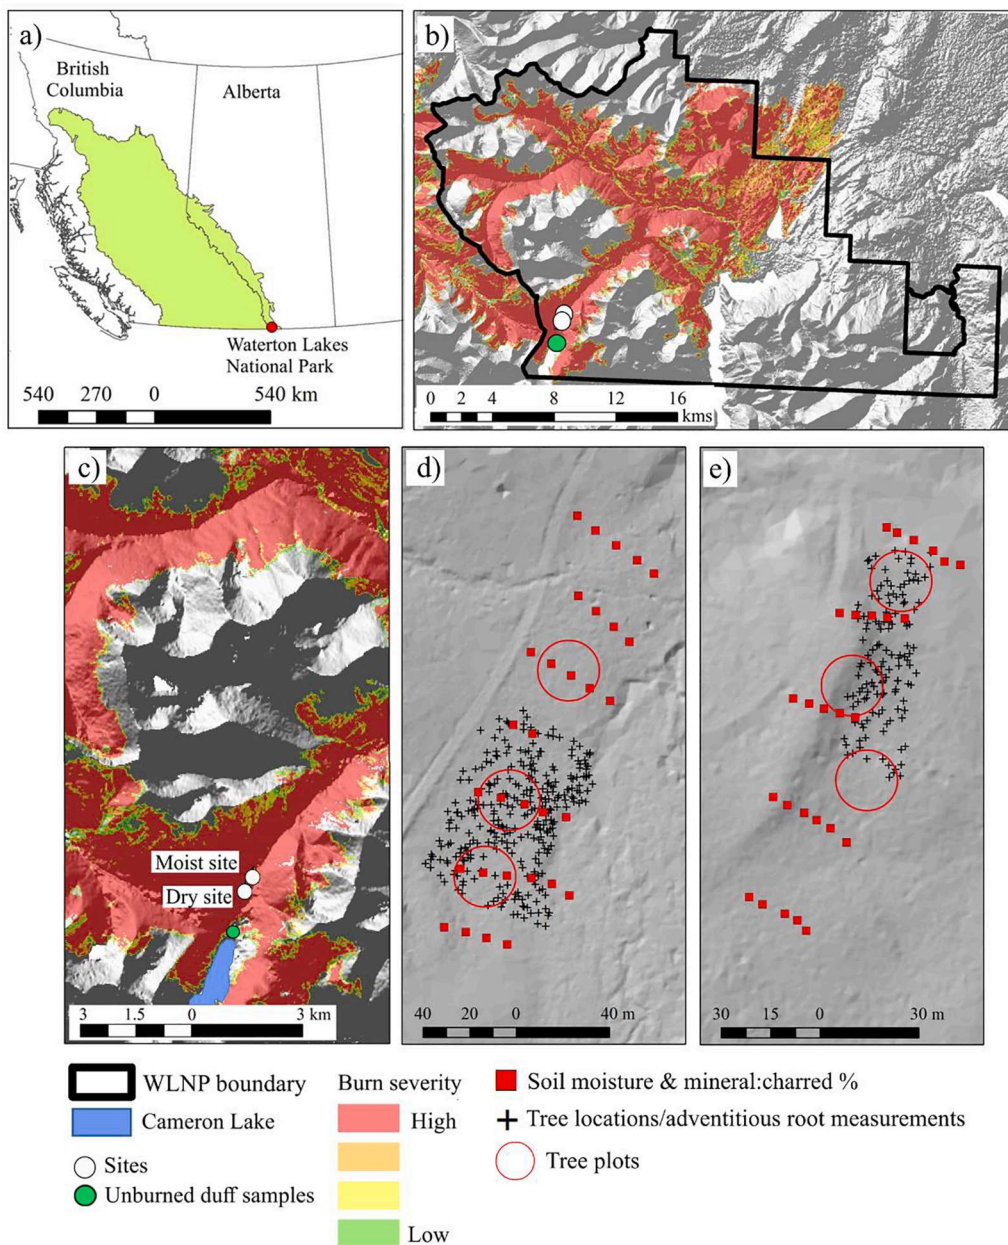 a)
British
Columbia
Alberta
Waterton Lakes
National Park
540 270 0 540 km
b)
0 2 4 8 12 16
kms
c)
Moist site
Dry site
3 1.5 0 3 km
d)
40 20 0 40 m
e)
30 15 0 30 m
WLNP boundary
Cameron Lake
Sites
Unburned duff samples
Burn severity
High
Low
Soil moisture & mineral:charred %
Tree locations/adventitious root measurements
Tree plots